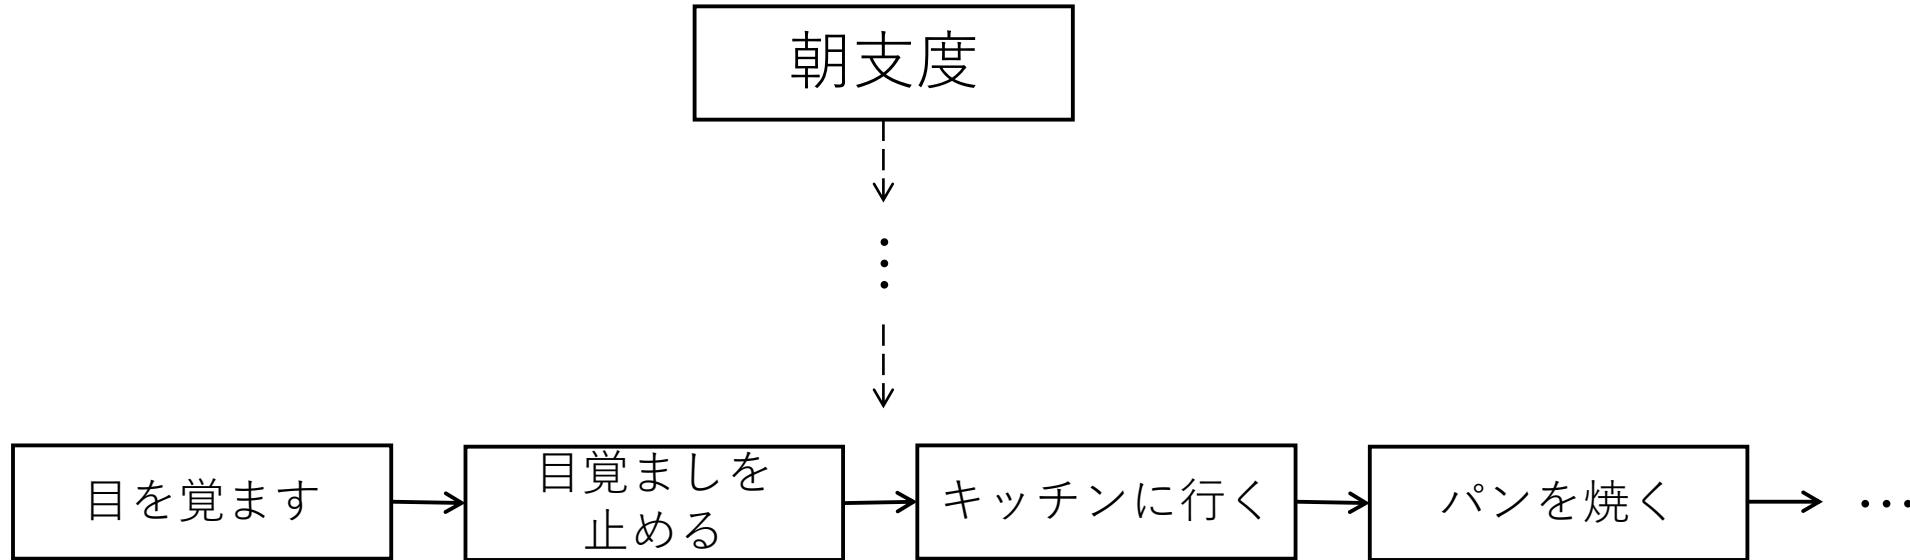 朝支度
目を覚ます
目覚ましを
止める
キッチンに行く
パンを焼く
…